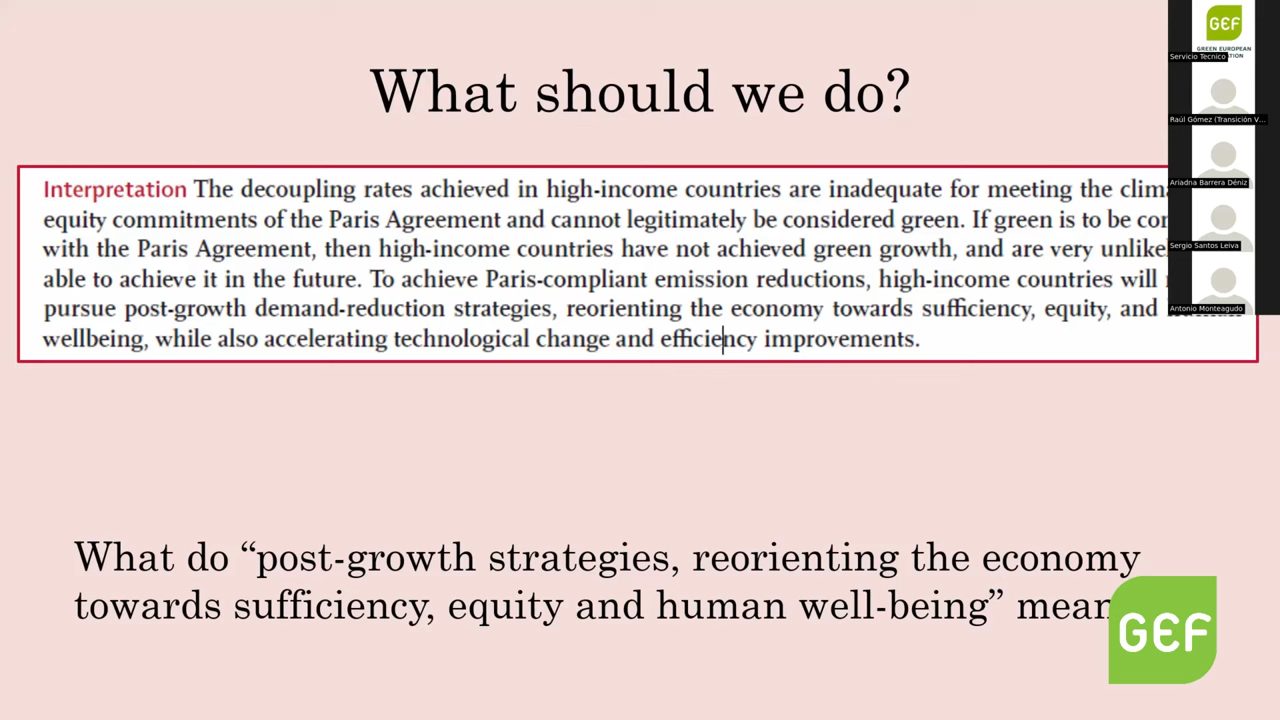 What should we do?
Interpretation The decoupling rates achieved in high-income countries are inadequate for meeting the clim
equity commitments of the Paris Agreement and cannot legitimately be considered green. If green is to be con
with the Paris Agreement, then high-income countries have not achieved green growth, and are very unlike
able to achieve it in the future. To achieve Paris-compliant emission reductions, high-income countries will
pursue post-growth demand-reduction strategies, reorienting the economy towards sufficiency, equity, and
wellbeing, while also accelerating technological change and efficiency improvements.
What do “post-growth strategies, reorienting the economy
towards sufficiency, equity and human well-being” mean
GEF
GEF
GREEN EUROPEAN
Servicio Tecnico
Raúl Gómez (Transición V...
Ariadna Barrera Déniz
Sergio Santos Leiva
Antonio Monteagudo